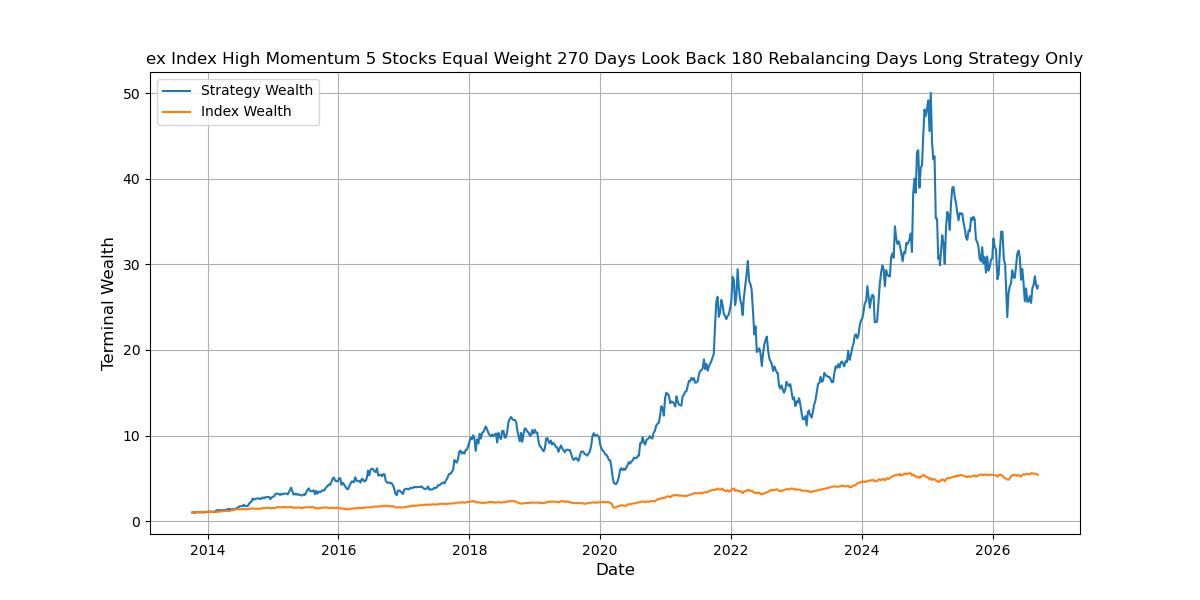 ex Index High Momentum 5 Stocks Equal Weight 270 Days Look Back 180 Rebalancing Days Long Strategy Only
Strategy Wealth
Index Wealth
Terminal Wealth
50
40
30
20
10
0
2014 2016 2018 2020 2022 2024 2026
Date